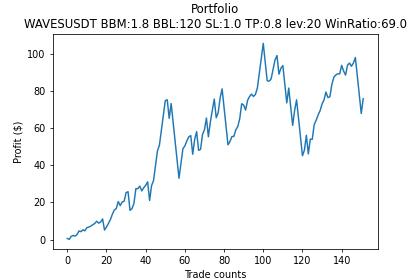 Portfolio
WAVESUSDT BBM:1.8 BBL:120 SL:1.0 TP:0.8 lev:20 WinRatio:69.0
Profit ($)
100
80
60
40
20
0
0 20 40 60 80 100 120 140
Trade counts